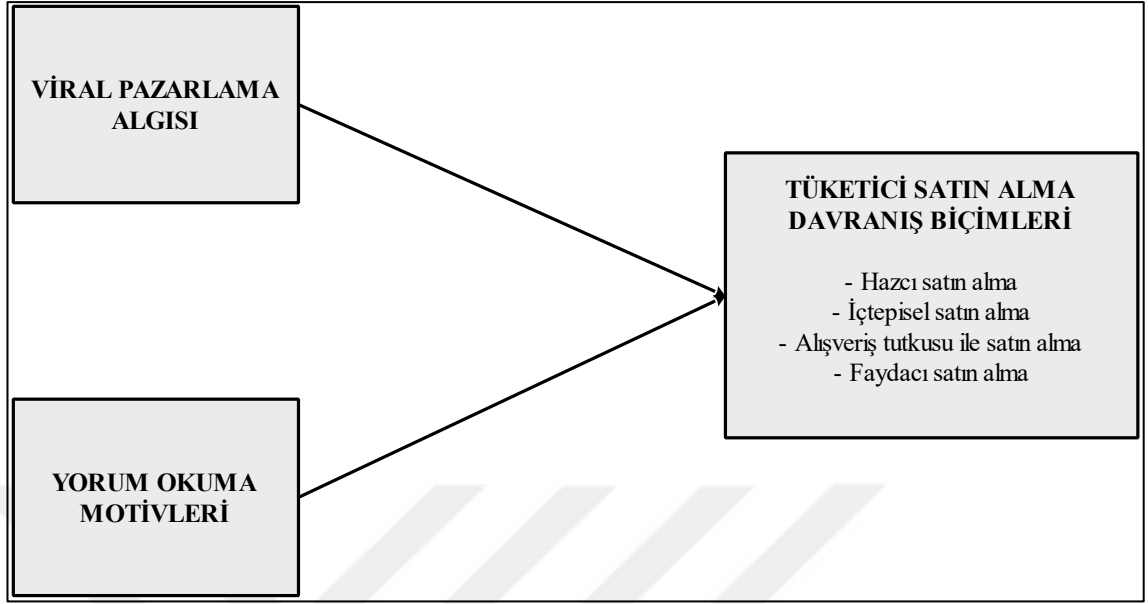 VİRAL PAZARLAMA
ALGISI
TÜKETİCİ SATIN ALMA
DAVRANIŞ BİÇİMLERİ
- Hazcı satın alma
- İçtepisel satın alma
- Alışveriş tutkusu ile satın alma
- Faydacı satın alma
YORUM OKUMA
MOTİVLERİ